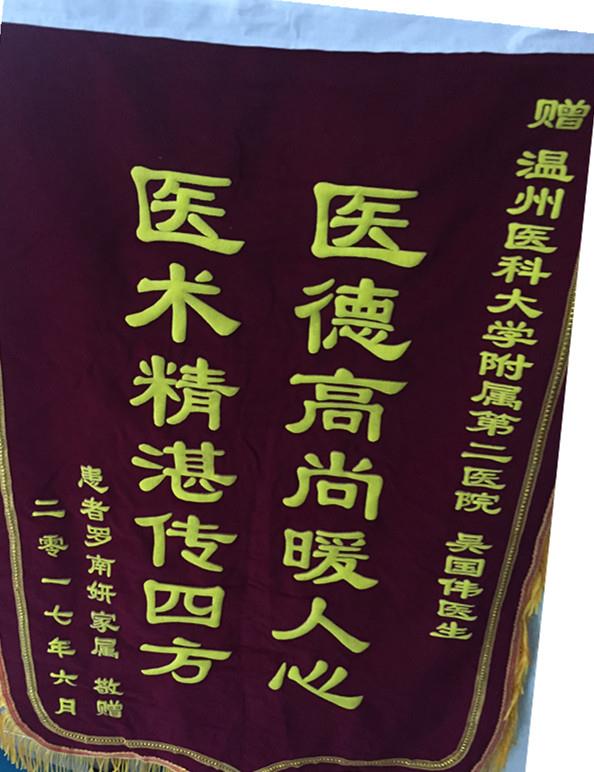 赠 温州医科大学附属第二医院 吴国伟医生
医德高尚暖人心
医术精湛传四方
患者罗南妍家属 敬赠
二零一七年六月